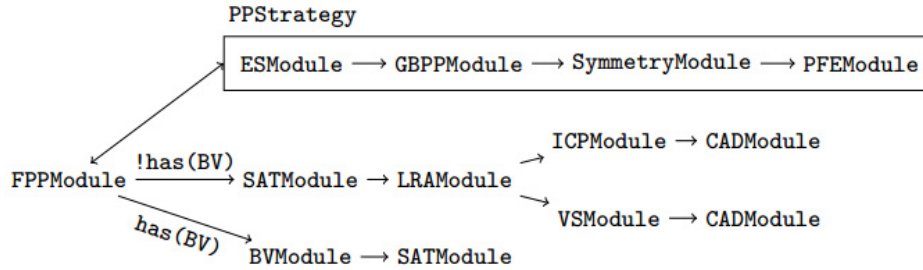 PPStrategy
ESModule GBPPModule SymmetryModule PFEModule
ICPModule CADModule
!has(BV)
FPPModule SATModule LRAModule
VSModule CADModule
has(BV)
BVModule SATModule